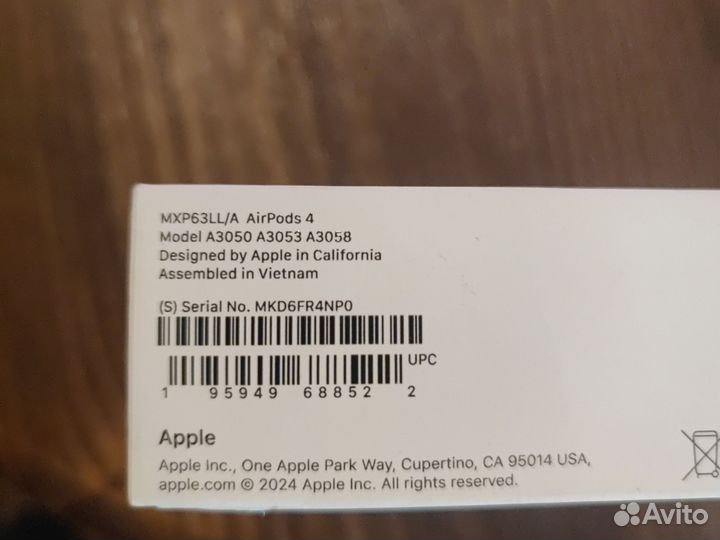 MXP63LL/A AirPods 4
Model A3050 A3053 A3058
Designed by Apple in California
Assembled in Vietnam
(S) Serial No. MKD6FR4NP0
UPC
1 95949 68852 2
Apple
Apple Inc., One Apple Park Way, Cupertino, CA 95014 USA,
apple.com © 2024 Apple Inc. All rights reserved.
Avito